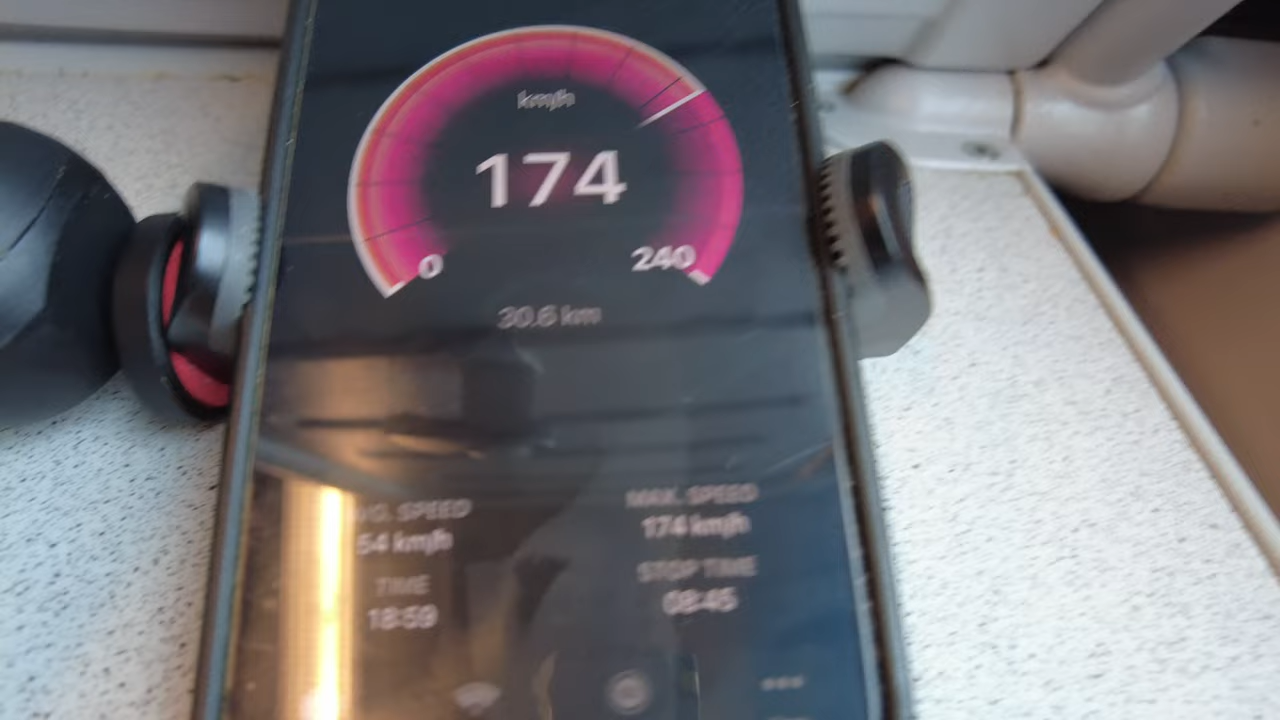 km/h
174
0 240
30.6 km
SPEED MAX. SPEED
54 km/h 174 km/h
TIME STOP TIME
18:59 08:45